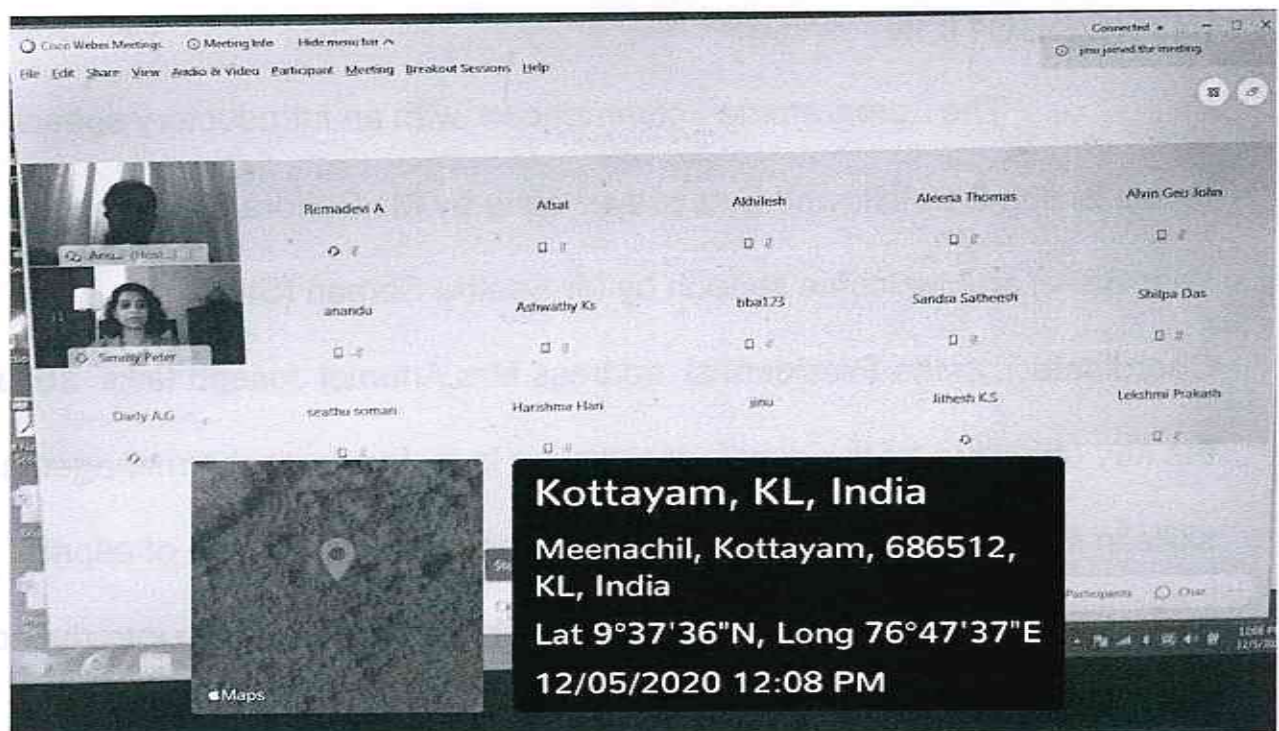 Connected
Cisco Webex Meetings Meeting Info Hide menu bar
you joined the meeting
File Edit Share View Audio & Video Participant Meeting Breakout Sessions Help
Remadevi A
Afsal
Akhilesh
Aleena Thomas
Alvin Geo John
(Host
anandu
Ashwathy Ks
bba123
Sandra Satheesh
Shilpa Das
Simmy Peter
seathu soman
Harishma Hari
jinu
Jithesh K.S
Lekshmi Prakash
Kottayam, KL, India
Meenachil, Kottayam, 686512,
KL, India
Lat 9°37'36"N, Long 76°47'37"E
12/05/2020 12:08 PM
Participants Chat
Maps